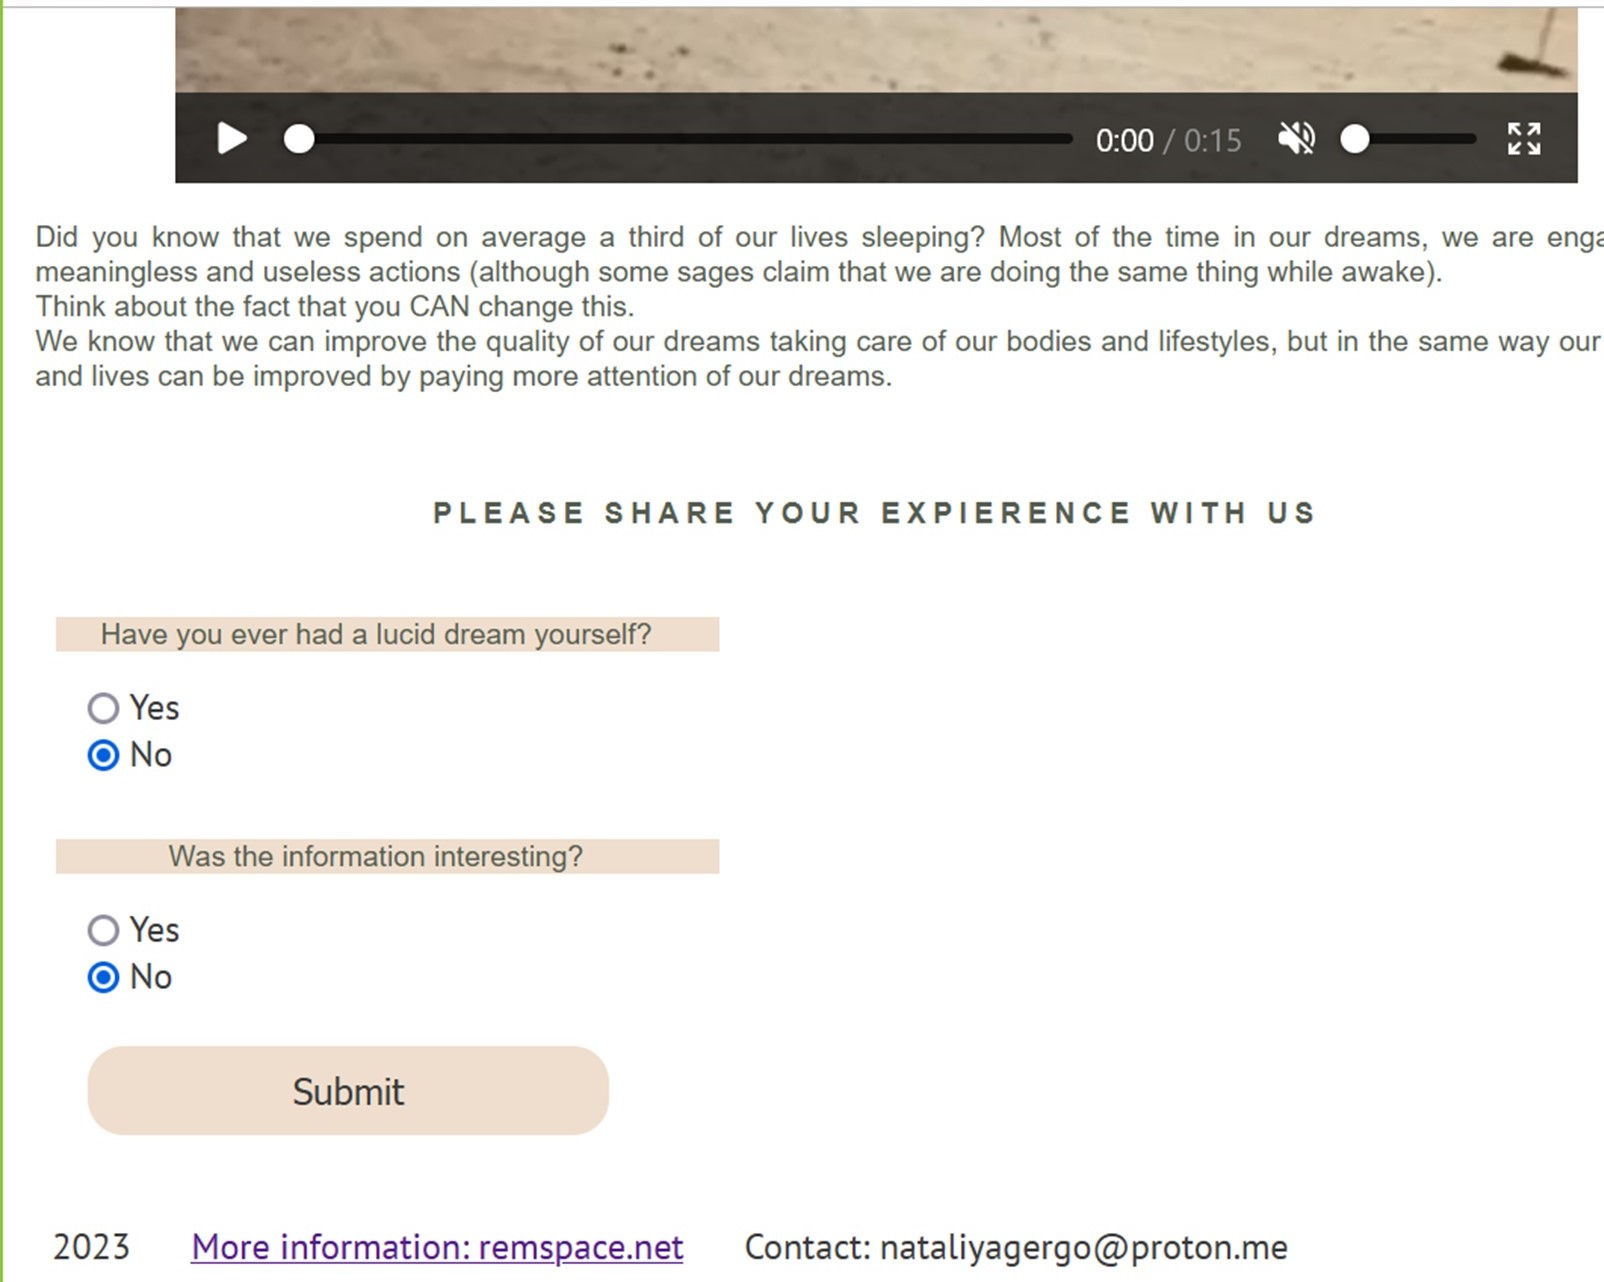 0:00 / 0:15
Did you know that we spend on average a third of our lives sleeping? Most of the time in our dreams, we are
meaningless and useless actions (although some sages claim that we are doing the same thing while awake).
Think about the fact that you CAN change this.
We know that we can improve the quality of our dreams taking care of our bodies and lifestyles, but in the same way our
and lives can be improved by paying more attention of our dreams.
PLEASE SHARE YOUR EXPIERENCE WITH US
Have you ever had a lucid dream yourself?
Yes
No
Was the information interesting?
Yes
No
Submit
2023 More information: remspace.net Contact: nataliyagergo@proton.me